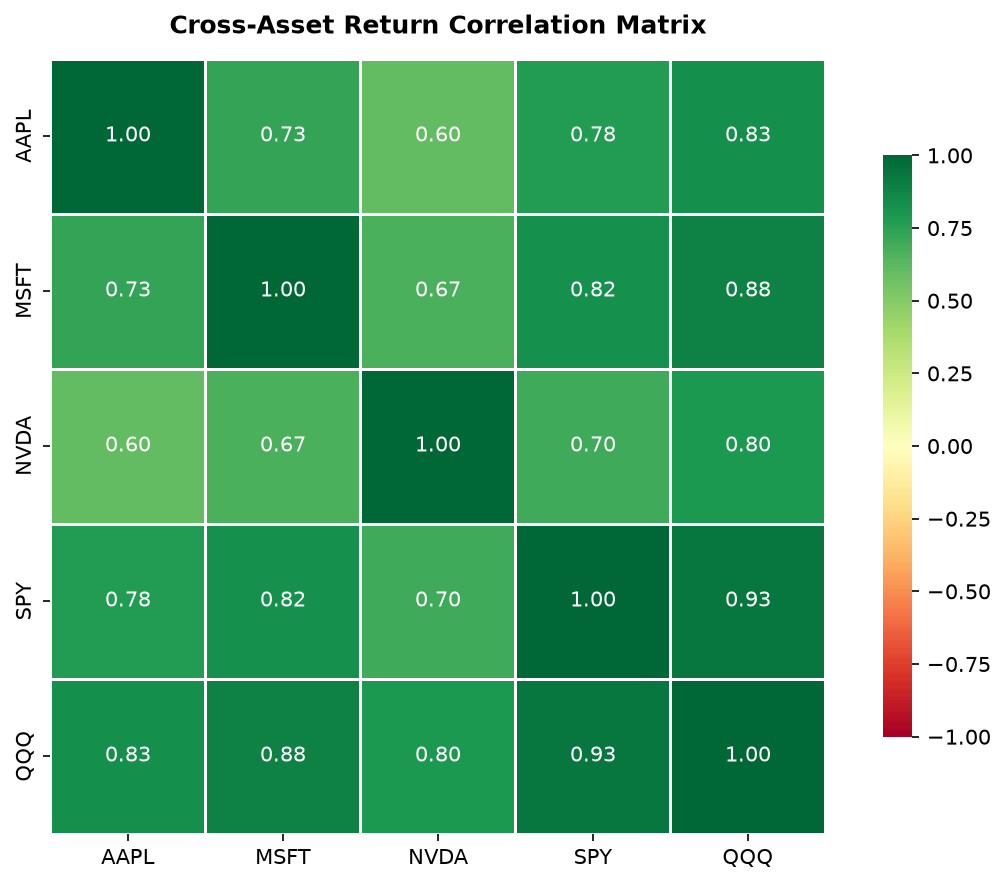 Cross-Asset Return Correlation Matrix
AAPL 1.00 0.73 0.60 0.78 0.83
MSFT 0.73 1.00 0.67 0.82 0.88
NVDA 0.60 0.67 1.00 0.70 0.80
SPY 0.78 0.82 0.70 1.00 0.93
QQQ 0.83 0.88 0.80 0.93 1.00
AAPL MSFT NVDA SPY QQQ
1.00
0.75
0.50
0.25
0.00
−0.25
−0.50
−0.75
−1.00